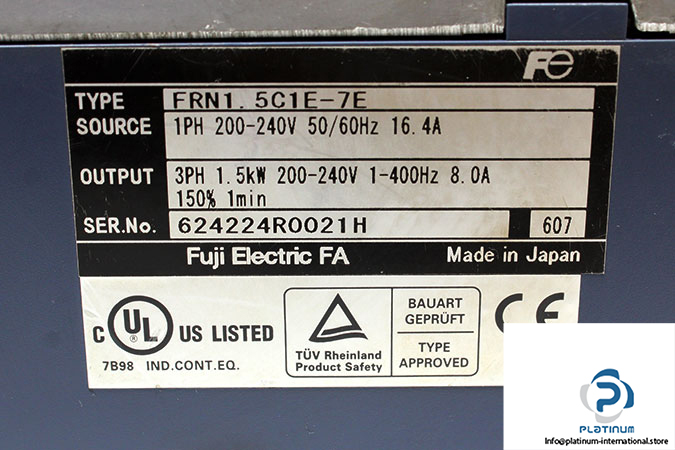 Fe
TYPE FRN1.5C1E-7E
SOURCE 1PH 200-240V 50/60Hz 16.4A
OUTPUT 3PH 1.5kW 200-240V 1-400Hz 8.0A
150% 1min
SER.No. 624224R0021H 607
Fuji Electric FA Made in Japan
C UL ® US LISTED
7B98 IND.CONT.EQ.
TÜV Rheinland
Product Safety
BAUART
GEPRÜFT
TYPE
APPROVED
CE
PLATINUM
Info@platinum-international.store